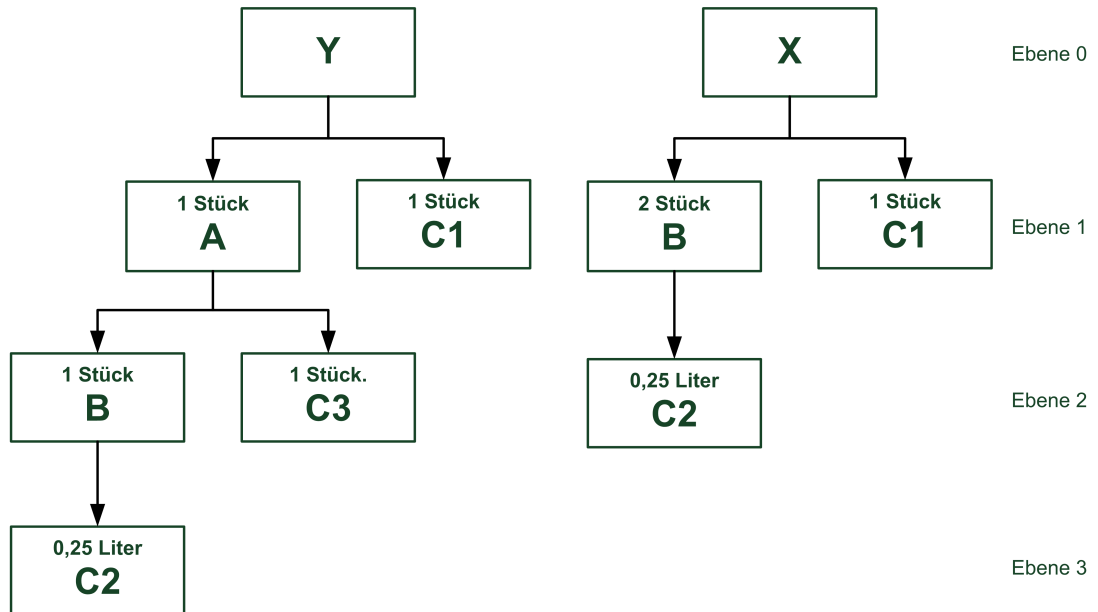 Y
X
Ebene 0
1 Stück
A
1 Stück
C1
2 Stück
B
1 Stück
C1
Ebene 1
1 Stück
B
1 Stück.
C3
0,25 Liter
C2
Ebene 2
0,25 Liter
C2
Ebene 3